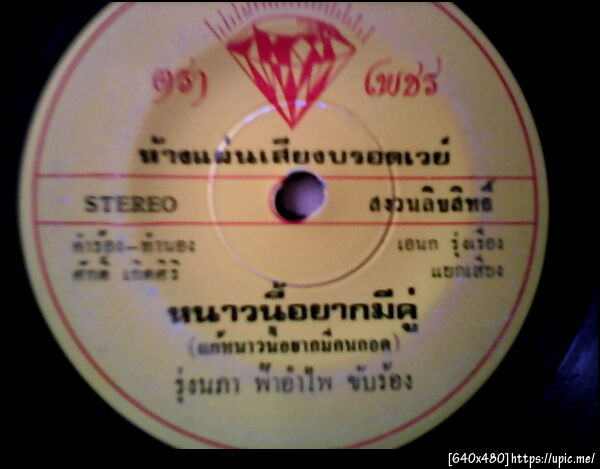 ตรา เพชร
ห้างแผ่นเสียงบรอดเวย์
STEREO สงวนลิขสิทธิ์
คำร้อง-ทำนอง เอนก รุ่งเรือง
ศักดิ์ เกิดศิริ แยกเสียง
หนาวนี้อยากมีคู่
(แก้หนาวนี้อยากมีคนกอด)
รุ่งนภา ฟ้าอำไพ ขับร้อง
[640x480]https://upic.me/